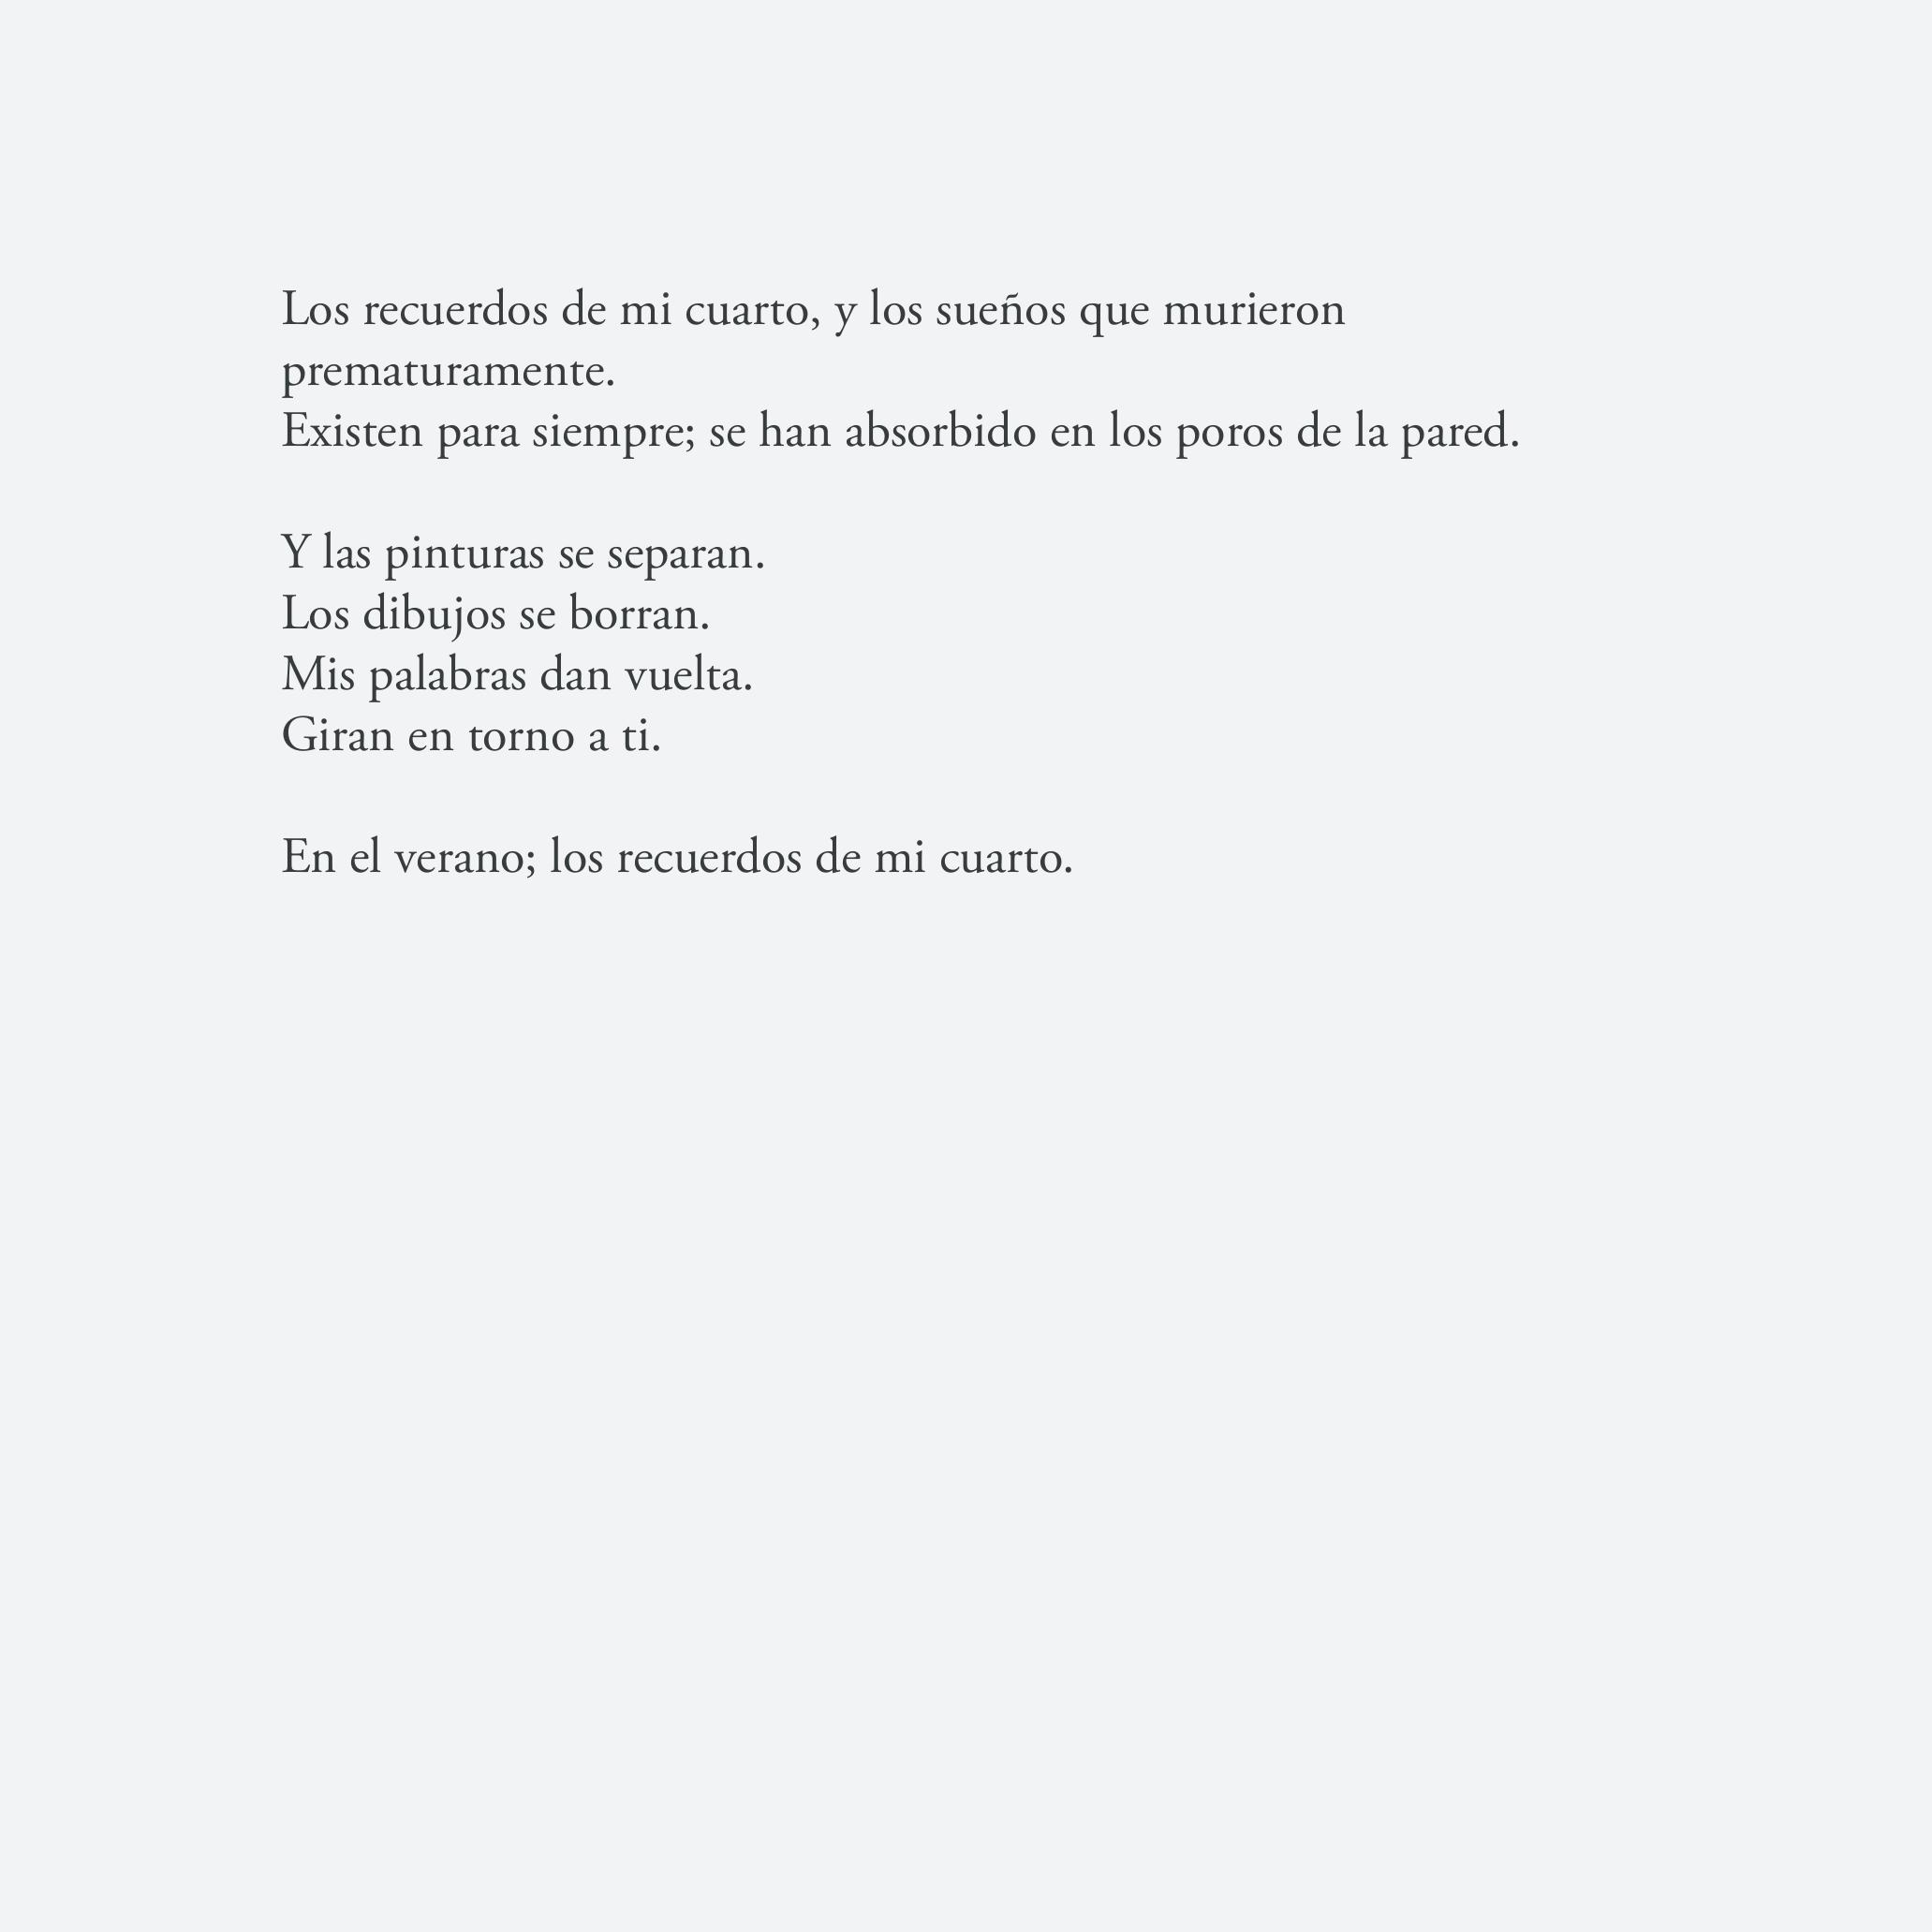 Los recuerdos de mi cuarto, y los sueños que murieron
prematuramente.
Existen para siempre; se han absorbido en los poros de la pared.
Y las pinturas se separan.
Los dibujos se borran.
Mis palabras dan vuelta.
Giran en torno a ti.
En el verano; los recuerdos de mi cuarto.